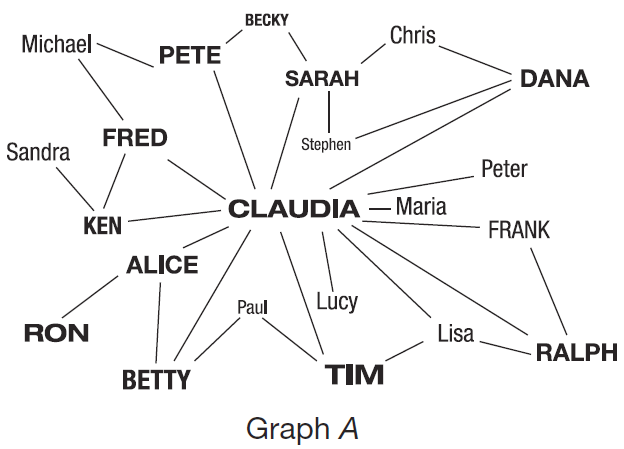 BECKY
Michael
Chris
PETE
SARAH
DANA
FRED
Stephen
Sandra
Peter
CLAUDIA
Maria
KEN
FRANK
ALICE
Paul
Lucy
RON
Lisa
RALPH
BETTY
TIM
Graph A